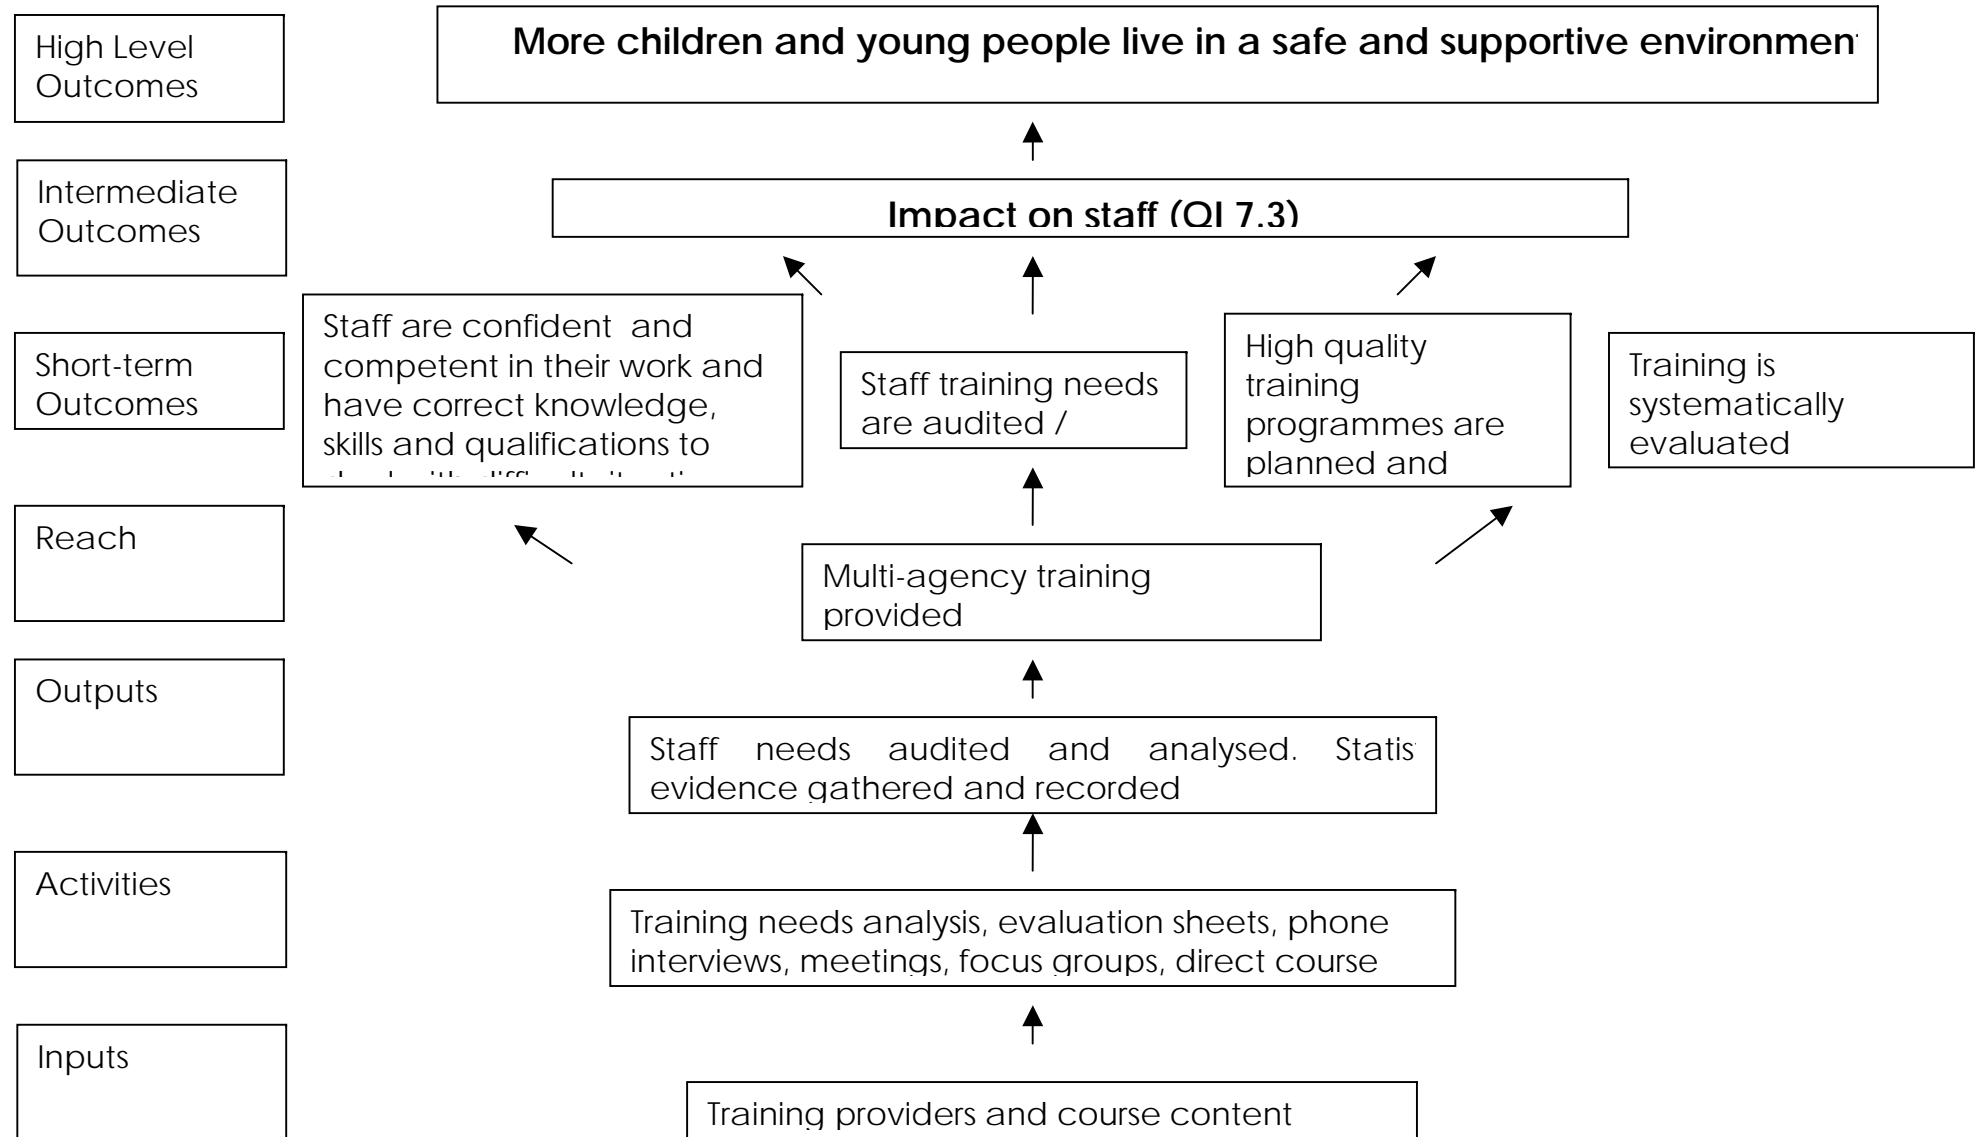 High Level
Outcomes
More children and young people live in a safe and supportive
Intermediate
Outcomes
Impact on staff (QI 7.3)
Short-term
Outcomes
Staff are confident and
competent in their work and
have correct knowledge,
skills and qualifications to
Staff training needs
are audited /
High quality
training
programmes are
planned and
Training is
systematically
evaluated
Reach
Multi-agency training
provided
Outputs
Staff needs audited and analysed.
evidence gathered and recorded
Activities
Training needs analysis, evaluation sheets, phone
interviews, meetings, focus groups, direct course
Inputs
Training providers and course content